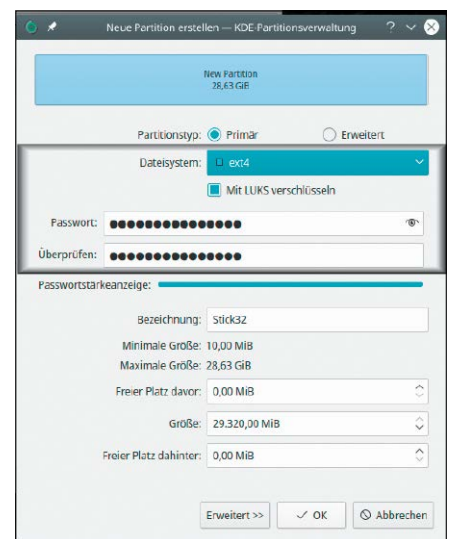 Neue Partition erstellen — KDE-Partitionsverwaltung
New Partition
28,63 GiB
Partitionstyp: Primär Erweitert
Dateisystem: ext4
Mit LUKS verschlüsseln
Passwort: ●●●●●●●●●●●●●●●
Überprüfen: ●●●●●●●●●●●●●●●
Passwortstärkeanzeige:
Bezeichnung: Stick32
Minimale Größe: 10,00 MiB
Maximale Größe: 28,63 GiB
Freier Platz davor: 0,00 MiB
Größe: 29.320,00 MiB
Freier Platz dahinter: 0,00 MiB
Erweitert >> OK Abbrechen